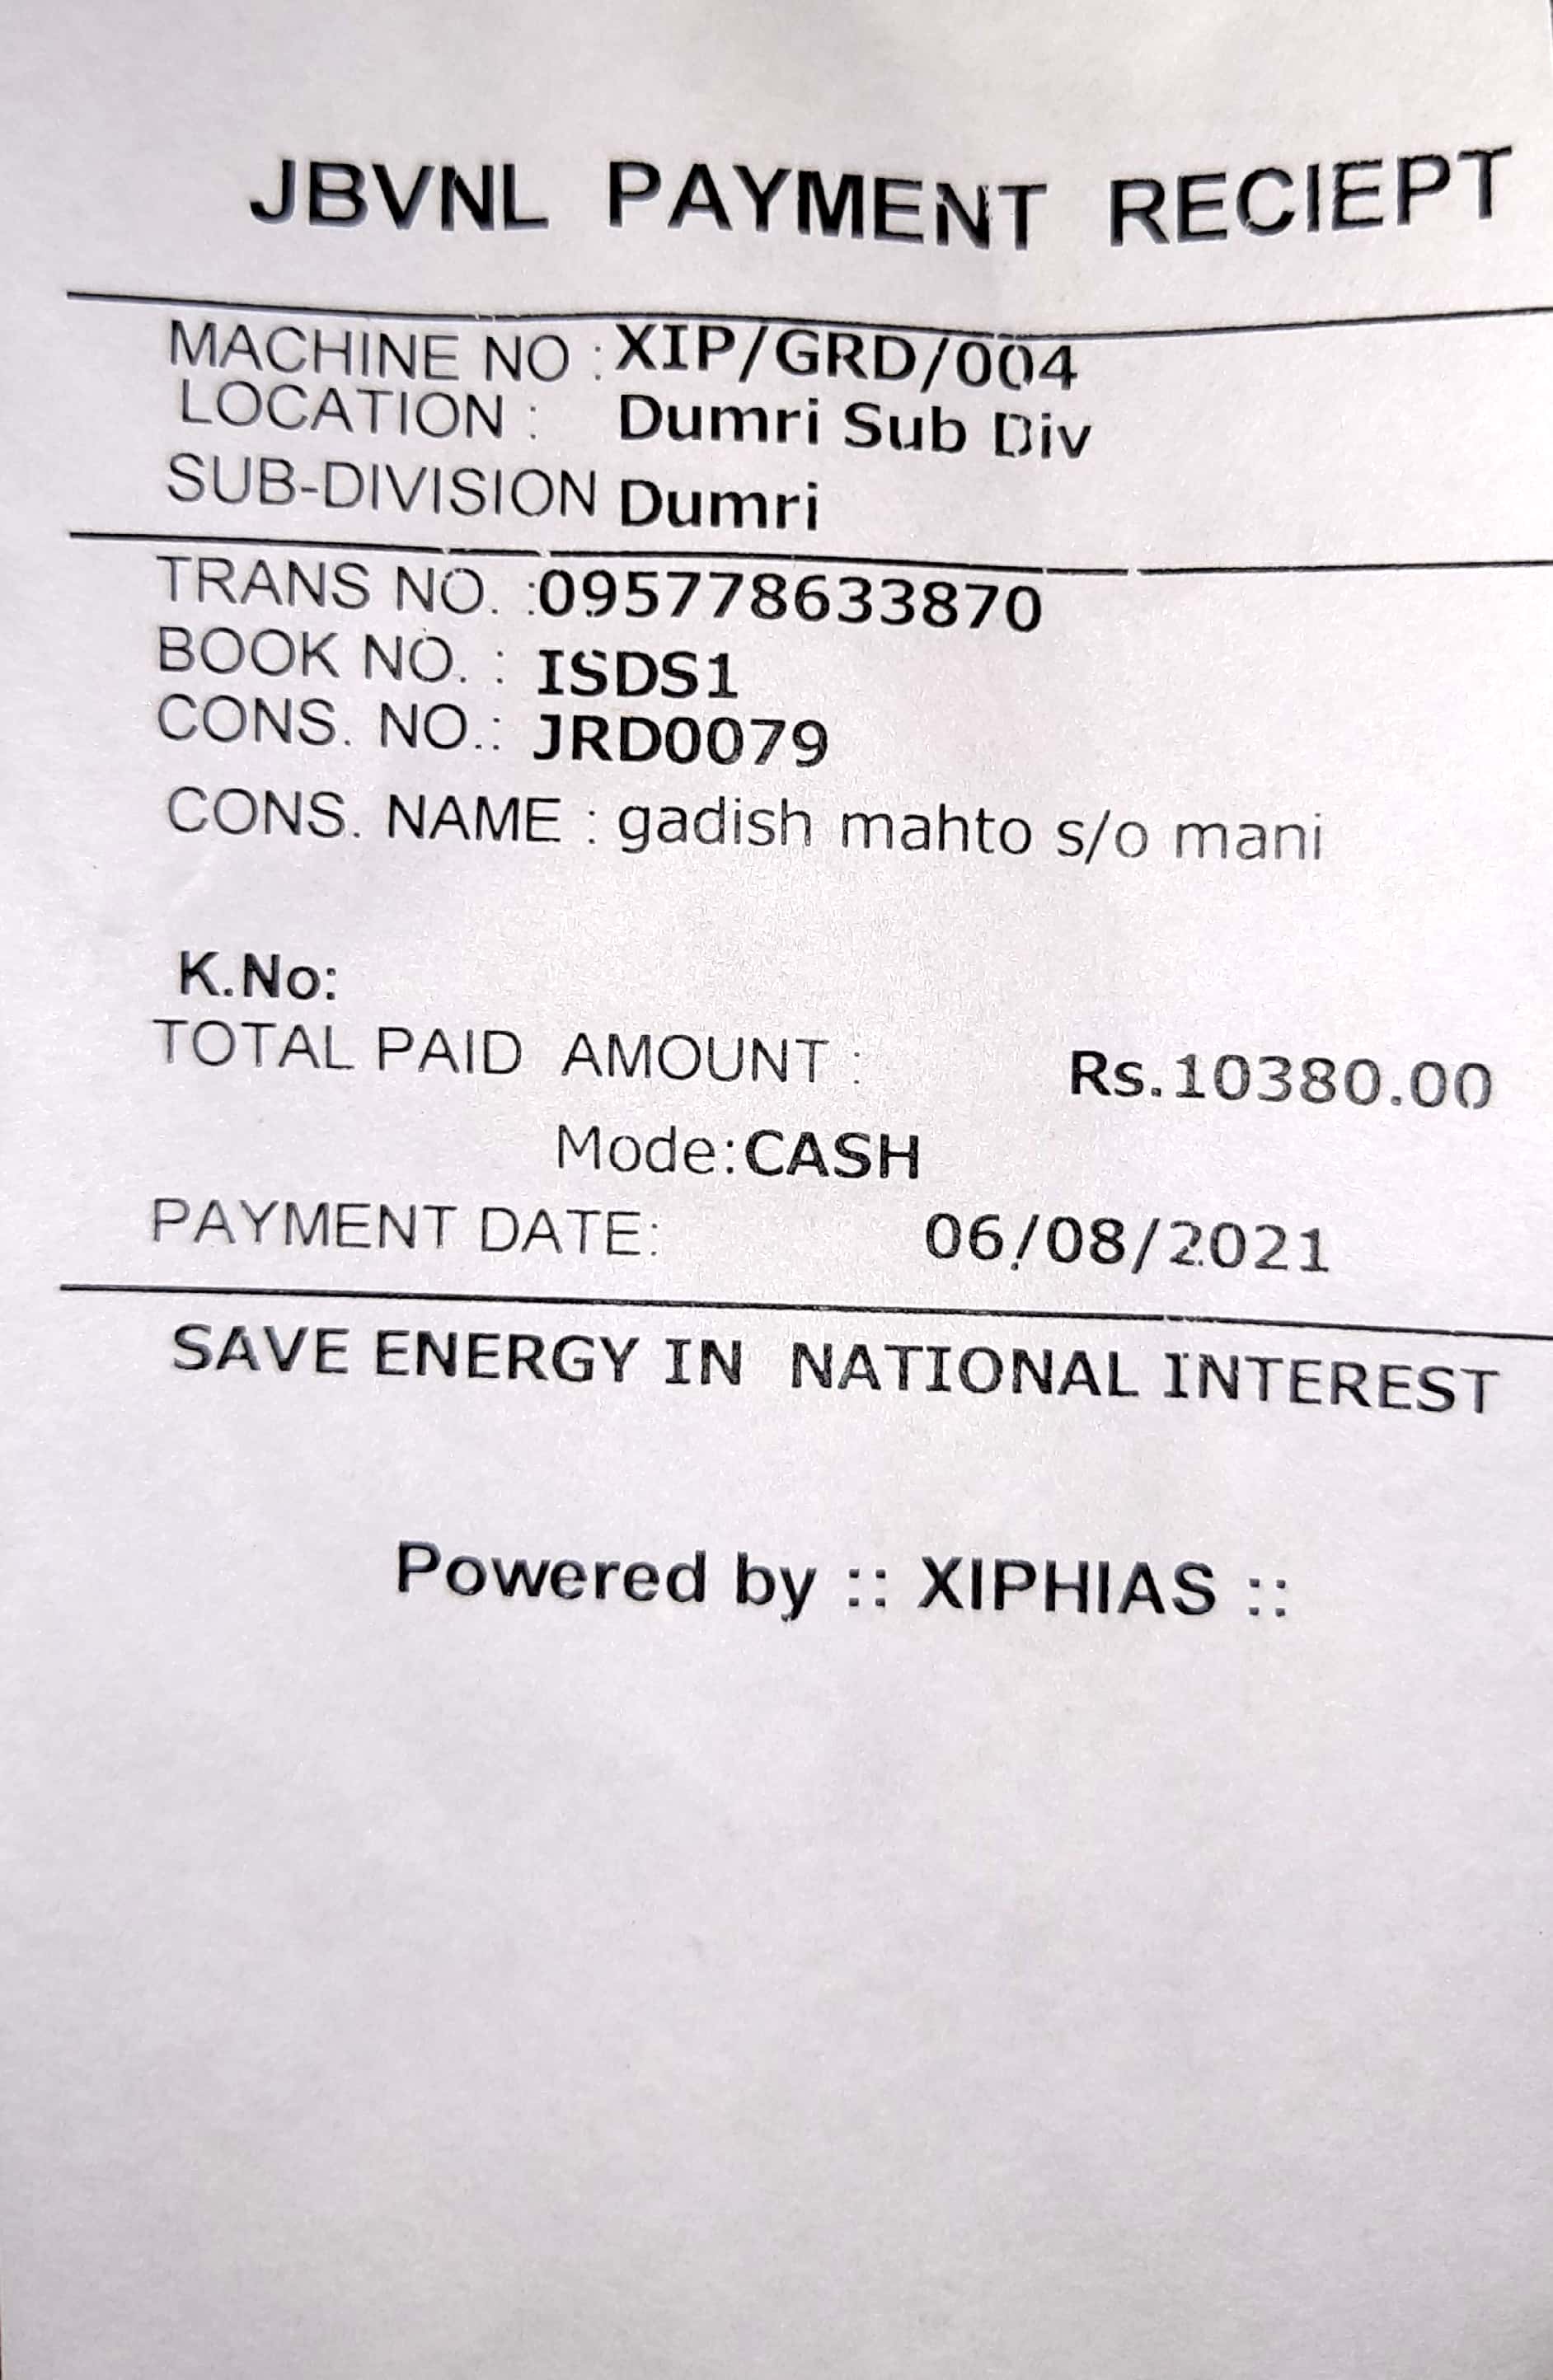 JBVNL PAYMENT RECIEPT
MACHINE NO : XIP/GRD/004
LOCATION : Dumri Sub Div
SUB-DIVISION Dumri
TRANS NO. :095778633870
BOOK NO. : ISDS1
CONS. NO.: JRD0079
CONS. NAME : gadish mahto s/o mani
K.No:
TOTAL PAID AMOUNT : Rs.10380.00
Mode:CASH
PAYMENT DATE: 06/08/2021
SAVE ENERGY IN NATIONAL INTEREST
Powered by :: XIPHIAS ::